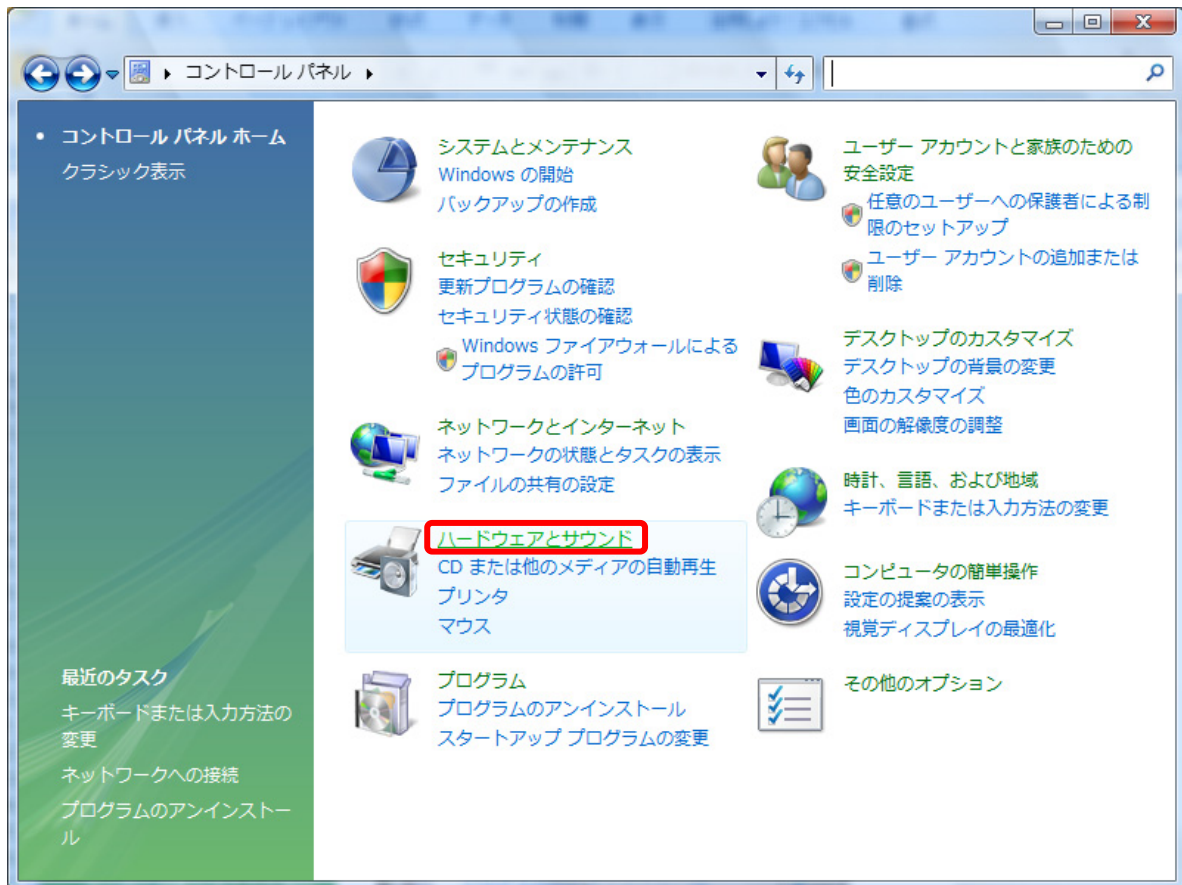 コントロール パネル
コントロール パネル ホーム
クラシック表示
最近のタスク
キーボードまたは入力方法の
変更
ネットワークへの接続
プログラムのアンインストー
ル
システムとメンテナンス
Windows の開始
バックアップの作成
セキュリティ
更新プログラムの確認
セキュリティ状態の確認
Windows ファイアウォールによる
プログラムの許可
ネットワークとインターネット
ネットワークの状態とタスクの表示
ファイルの共有の設定
ハードウェアとサウンド
CD または他のメディアの自動再生
プリンタ
マウス
プログラム
プログラムのアンインストール
スタートアップ プログラムの変更
ユーザー アカウントと家族のための
安全設定
任意のユーザーへの保護者による制
限のセットアップ
ユーザー アカウントの追加または
削除
デスクトップのカスタマイズ
デスクトップの背景の変更
色のカスタマイズ
画面の解像度の調整
時計、言語、および地域
キーボードまたは入力方法の変更
コンピュータの簡単操作
設定の提案の表示
視覚ディスプレイの最適化
その他のオプション